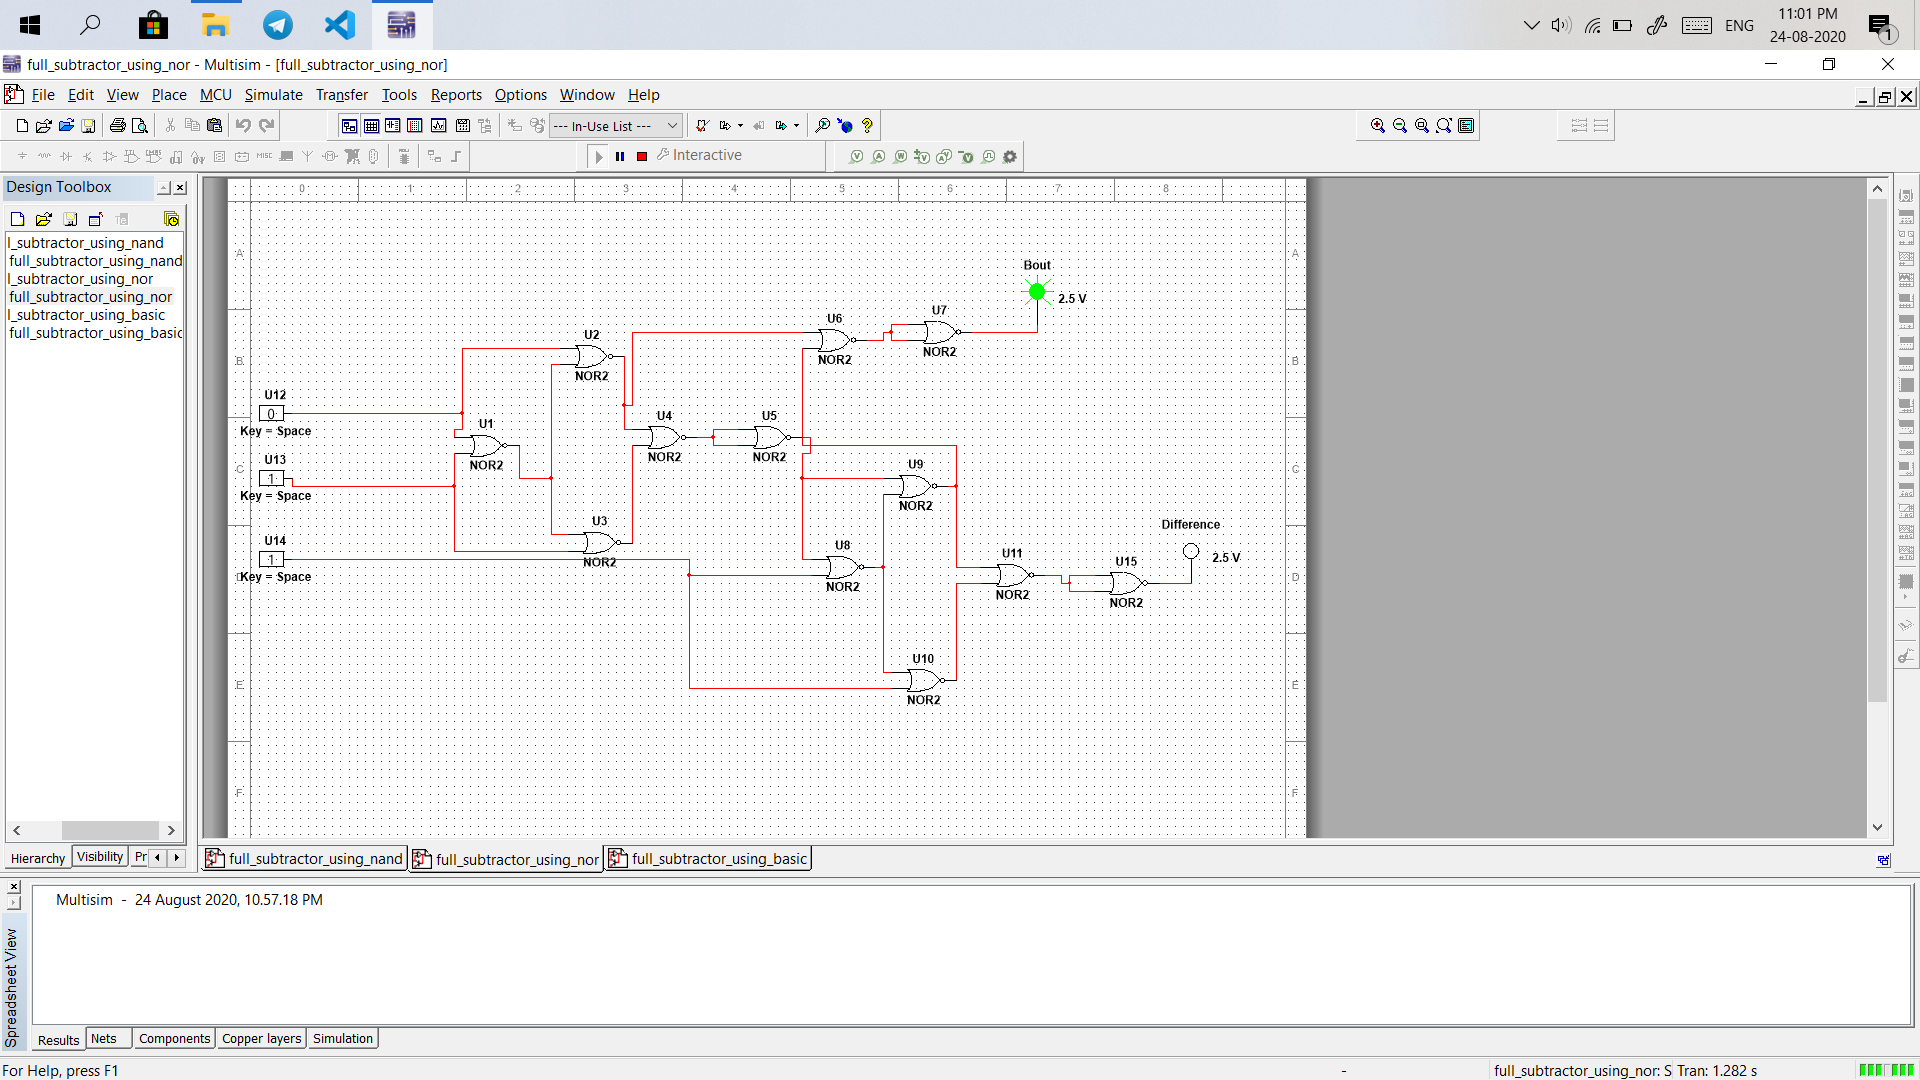 ENG
11:01 PM
24-08-2020
1
full_subtractor_using_nor - Multisim - [full_subtractor_using_nor]
File Edit View Place MCU Simulate Transfer Tools Reports Options Window Help
--- In-Use List ---
MISC
Interactive
Design Toolbox
l_subtractor_using_nand
full_subtractor_using_nand
l_subtractor_using_nor
full_subtractor_using_nor
l_subtractor_using_basic
full_subtractor_using_basic
Hierarchy Visibility Pr
0 1 2 3 4 5 6 7 8
A A
Bout
2.5 V
U7
NOR2
U6
NOR2
U2
NOR2
B B
U12
0
Key = Space
U1
NOR2
U4
NOR2
U5
NOR2
U13
1
Key = Space
C C
U9
NOR2
U3
NOR2
U14
1
Key = Space
U8
NOR2
Difference
2.5 V
U11
NOR2
U15
NOR2
D D
U10
NOR2
E E
F F
full_subtractor_using_nand full_subtractor_using_nor full_subtractor_using_basic
Spreadsheet View
Multisim - 24 August 2020, 10.57.18 PM
Results Nets Components Copper layers Simulation
For Help, press F1
-
full_subtractor_using_nor: S Tran: 1.282 s